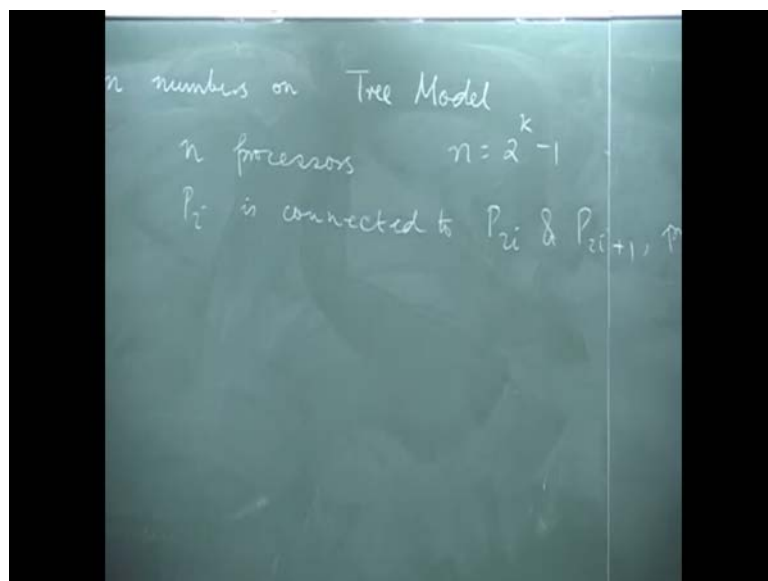 n numbers on Tree Model
n processors n = 2^k - 1
P_i is connected to P_2i & P_2i+1,